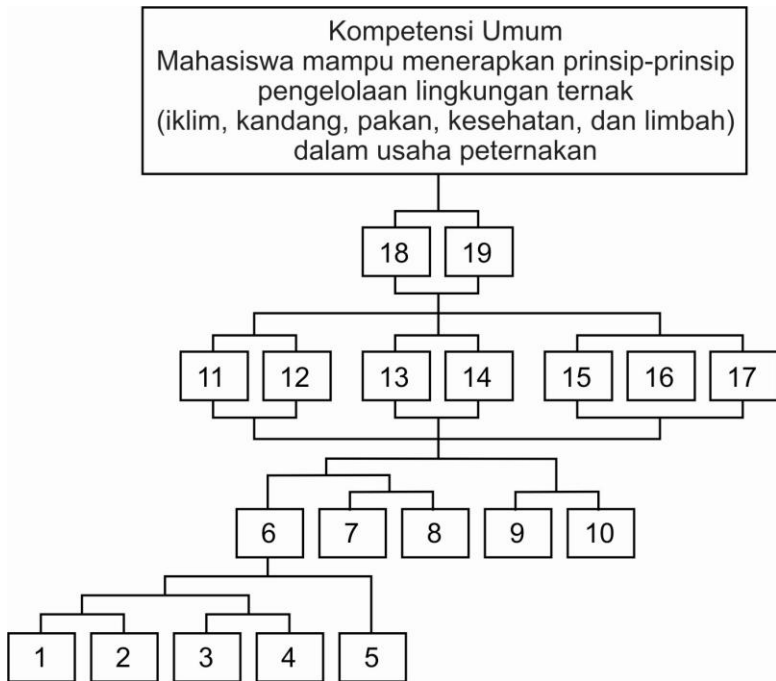 Kompetensi Umum
Mahasiswa mampu menerapkan prinsip-prinsip
pengelolaan lingkungan ternak
(iklim, kandang, pakan, kesehatan, dan limbah)
dalam usaha peternakan
18 19
11 12 13 14 15 16 17
6 7 8 9 10
1 2 3 4 5